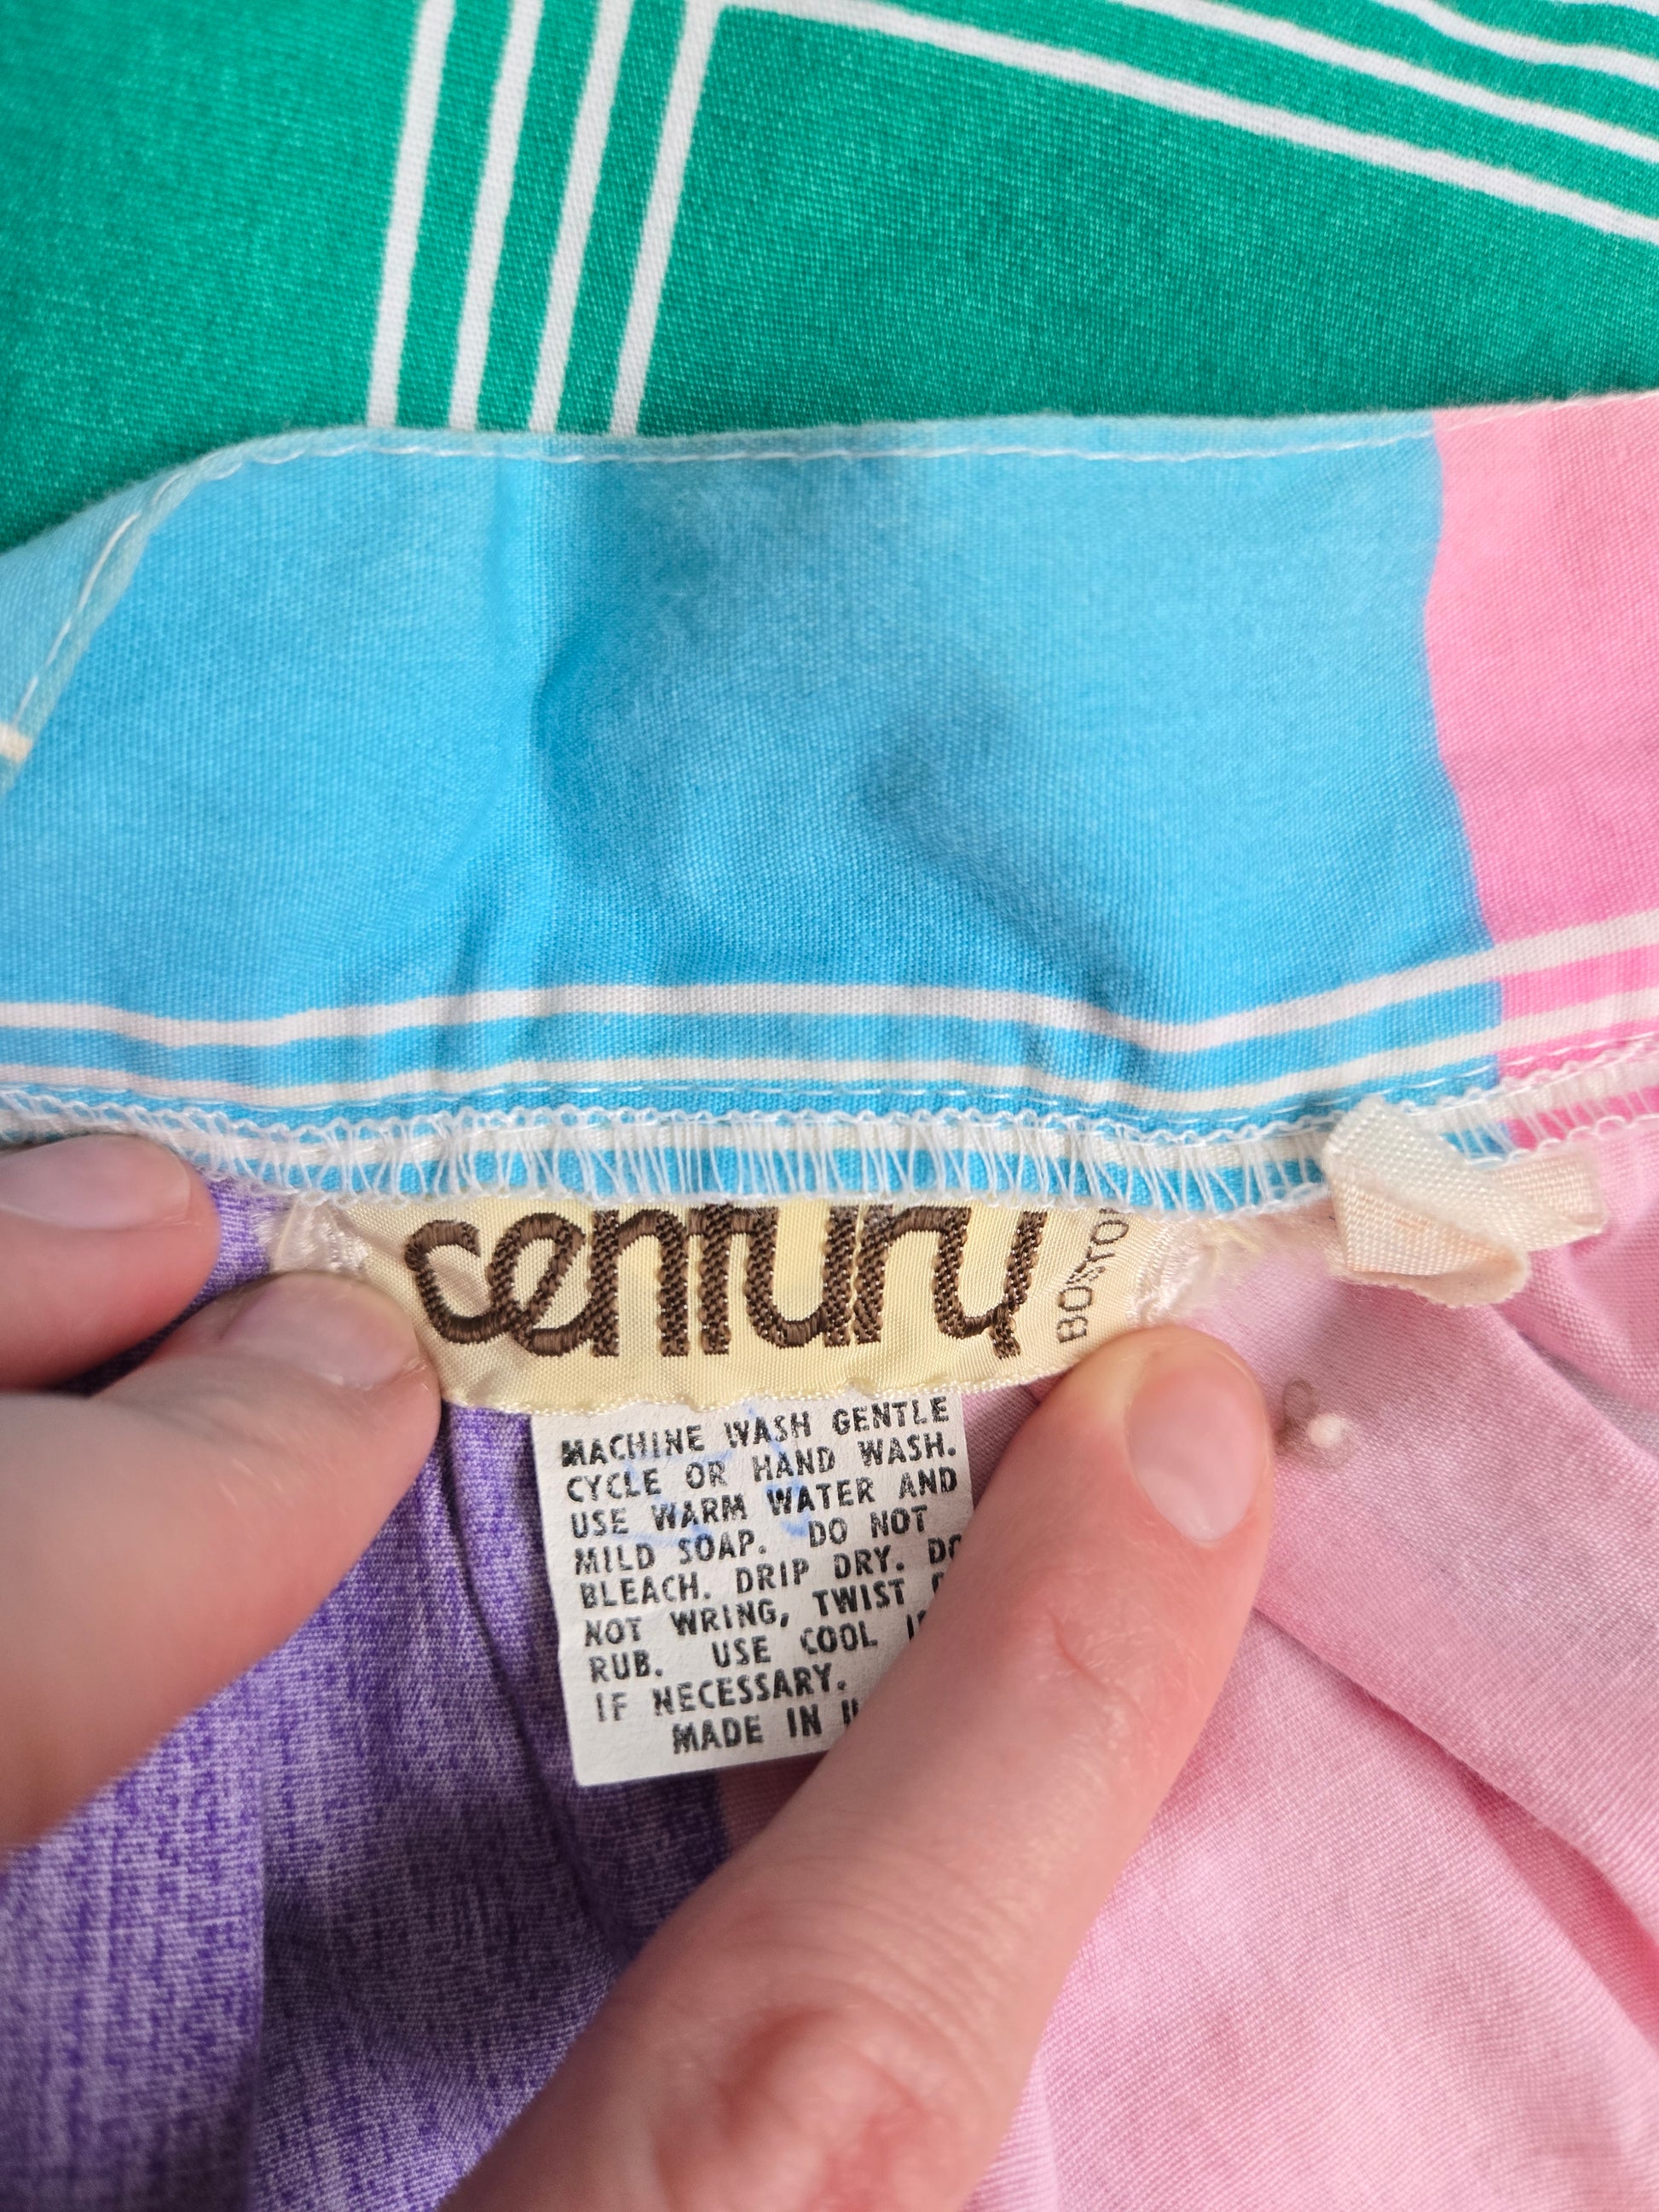 century
BOSTON
MACHINE WASH GENTLE
CYCLE OR HAND WASH.
USE WARM WATER AND
MILD SOAP. DO NOT
BLEACH. DRIP DRY. DO
NOT WRING, TWIST
RUB. USE COOL
IF NECESSARY.
MADE IN